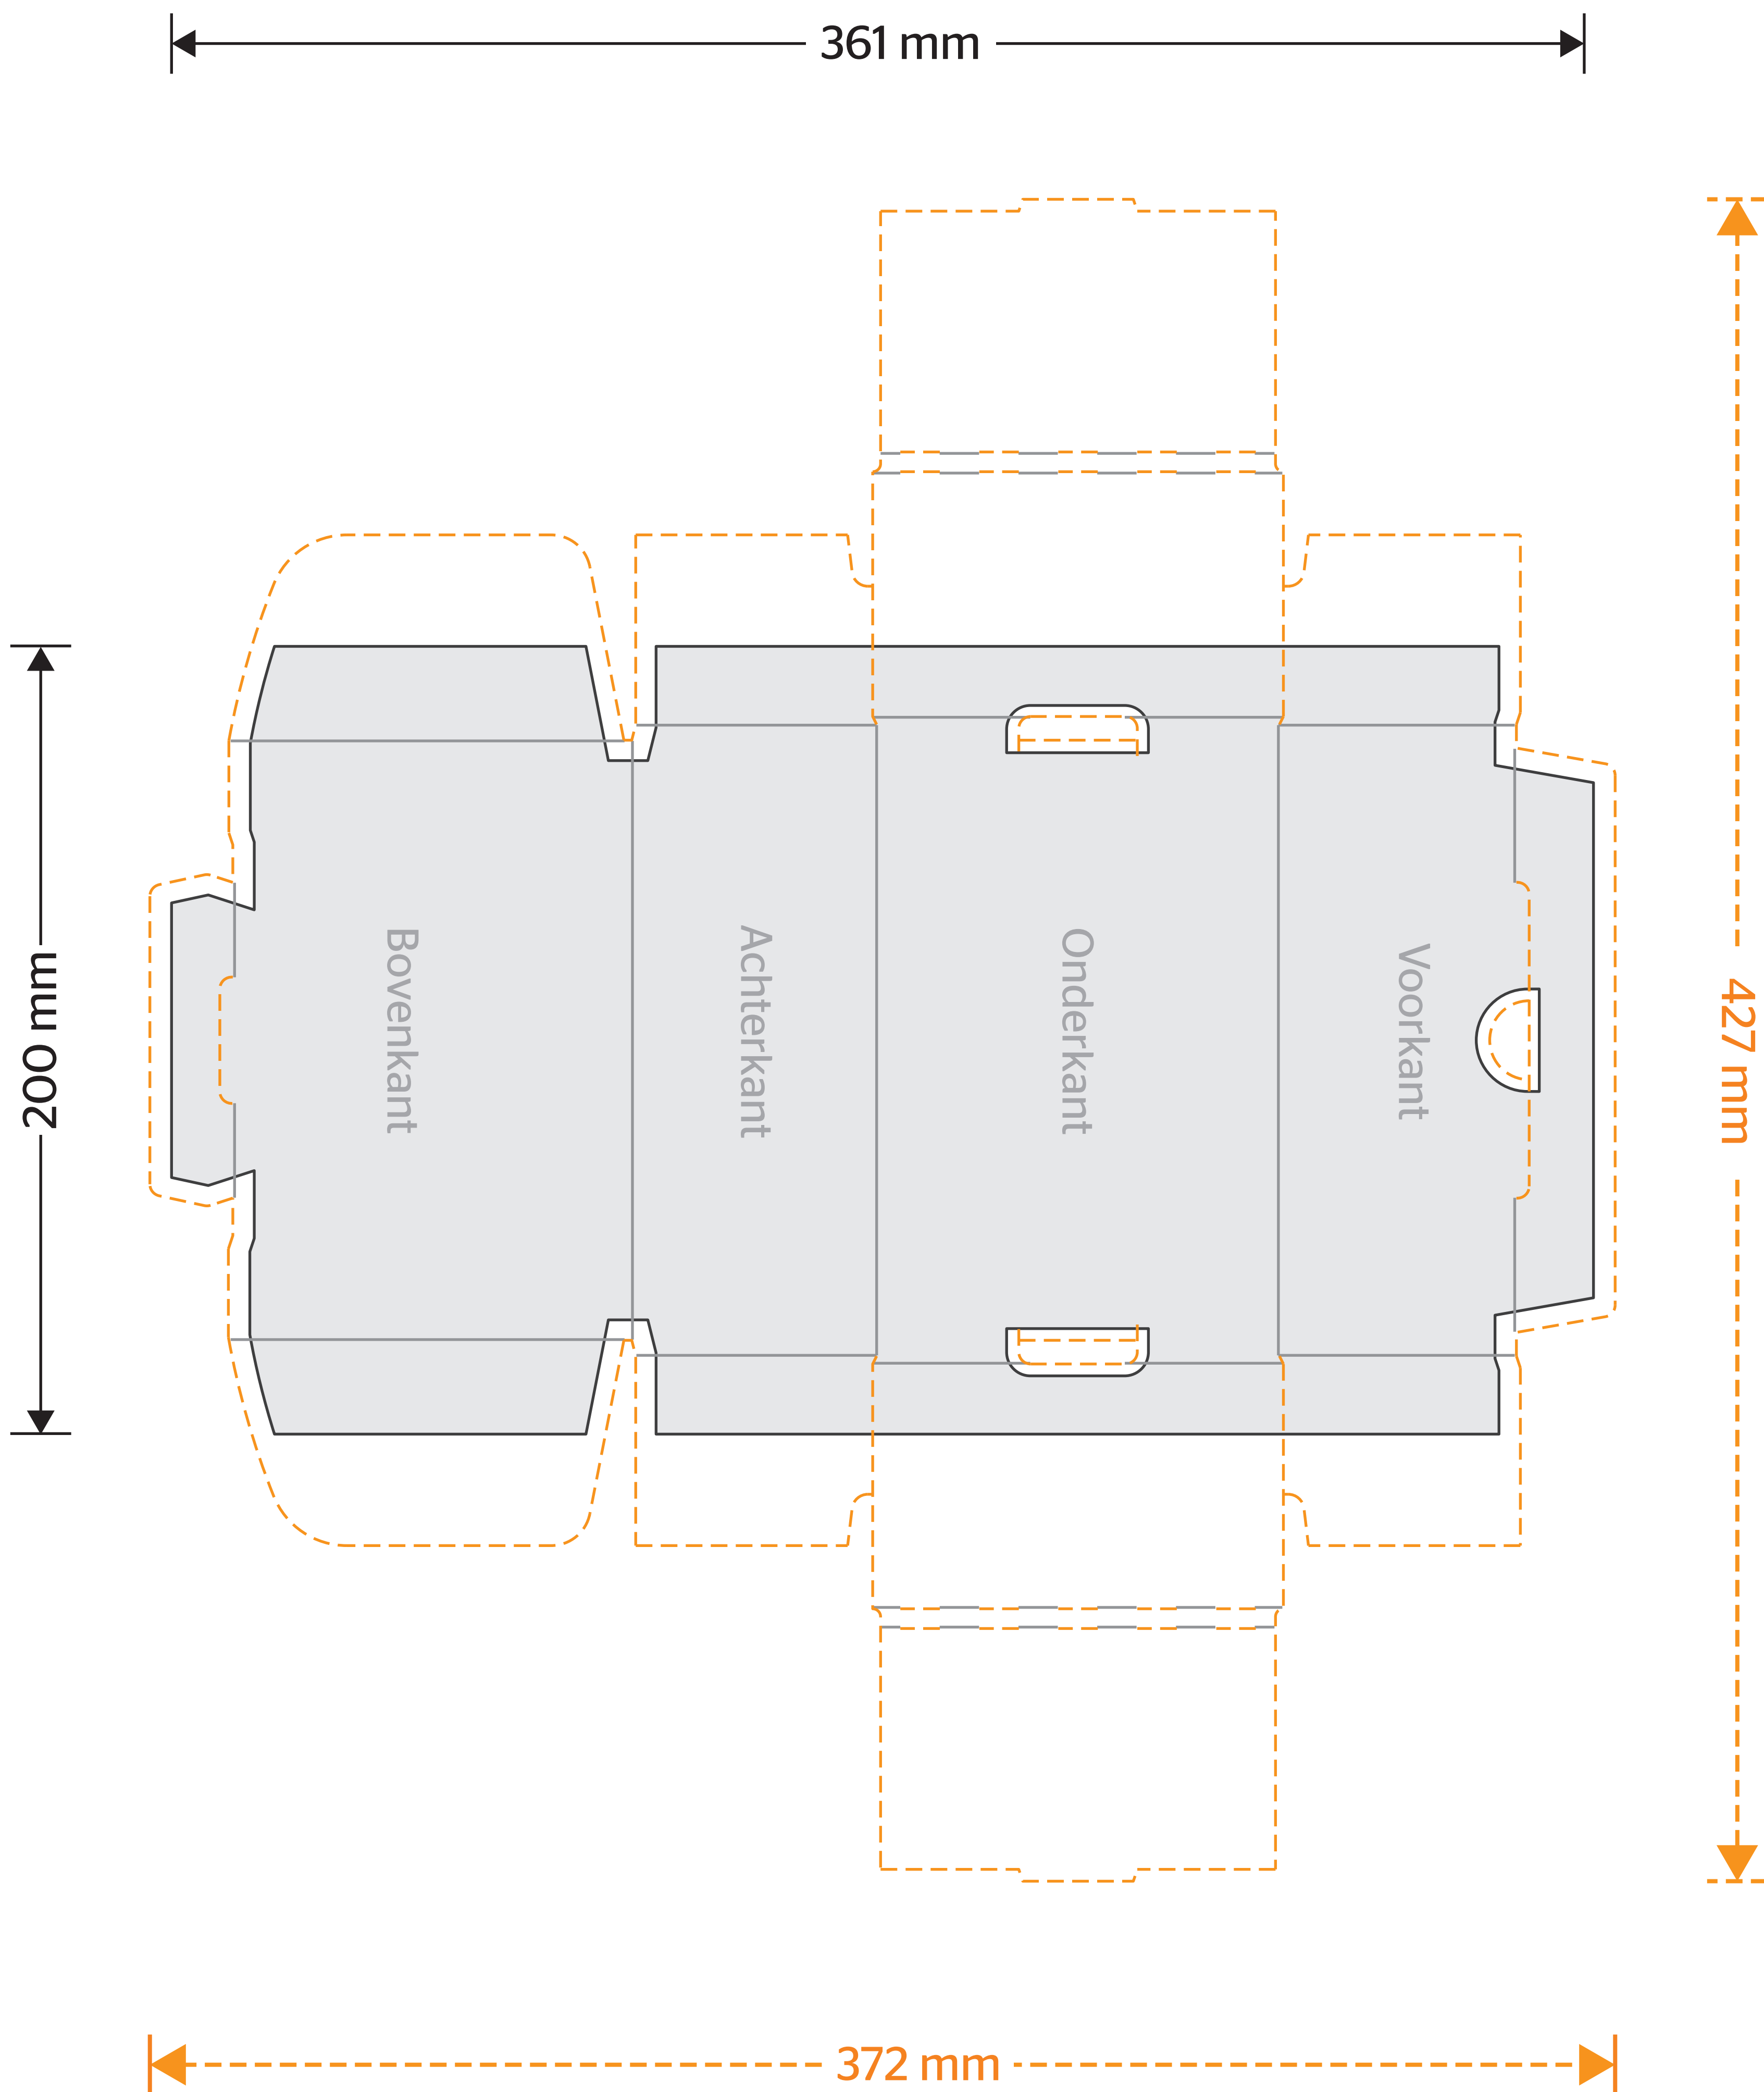 361 mm
200 mm
Bovenkant
Achterkant
Onderkant
Voorkant
427 mm
372 mm